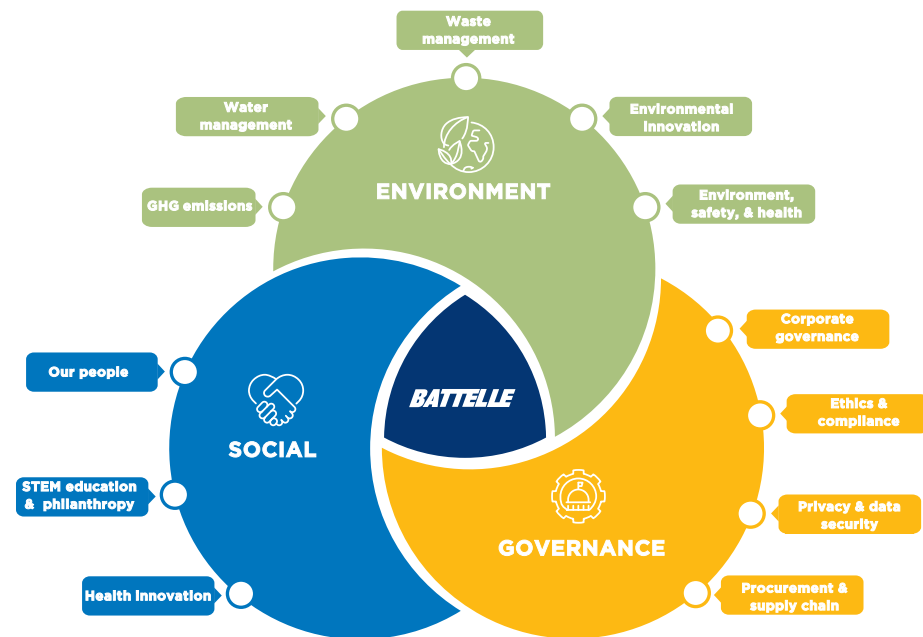 Waste
management
Water
management
Environmental
innovation
ENVIRONMENT
GHG emissions
Environment,
safety, & health
Corporate
governance
Our people
BATTELLE
Ethics &
compliance
SOCIAL
STEM education
& philanthropy
Privacy & data
security
GOVERNANCE
Health innovation
Procurement &
supply chain